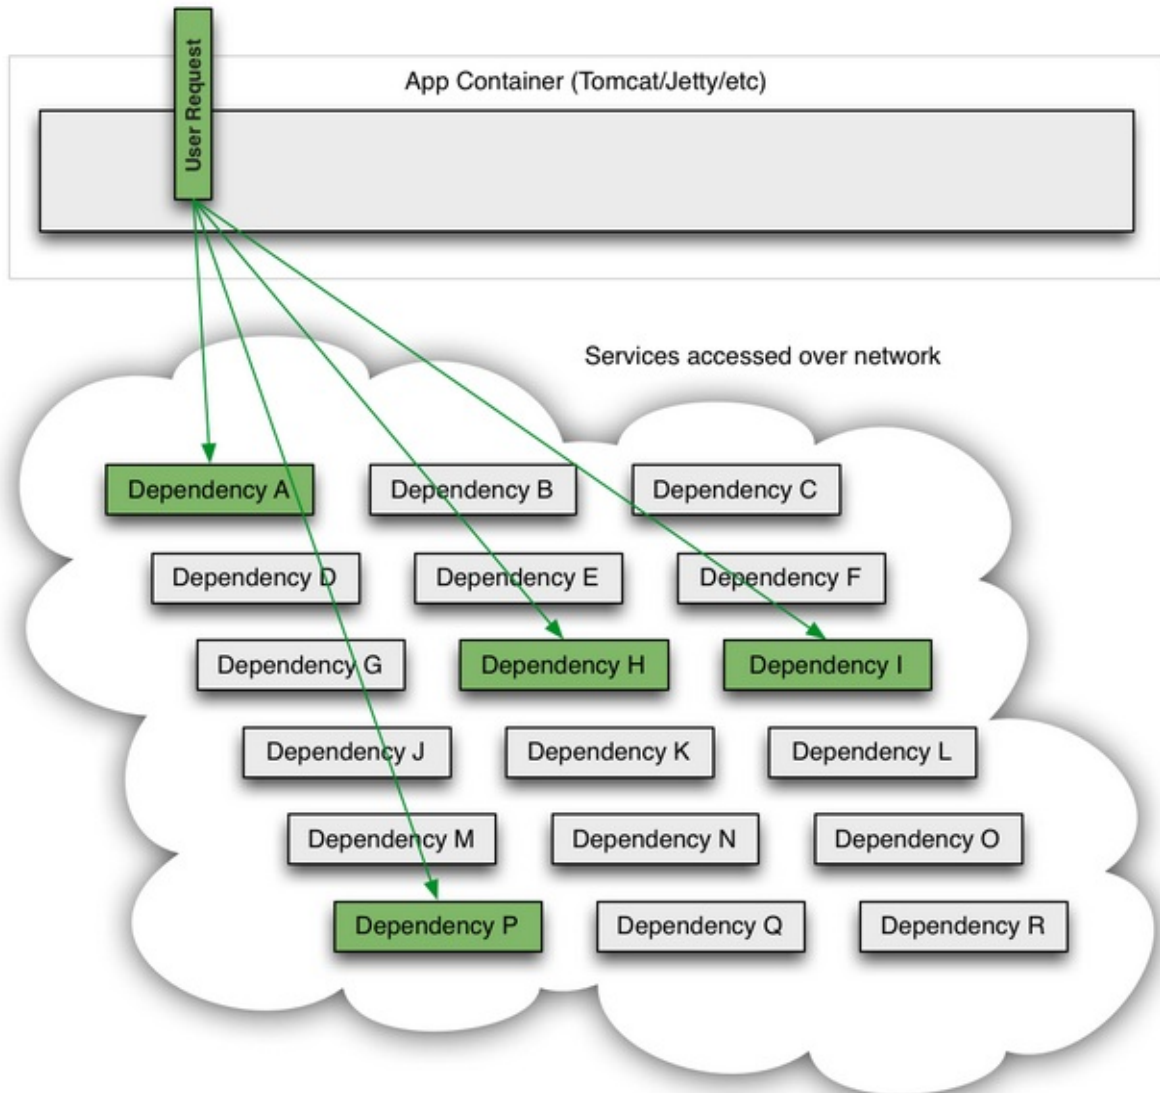 User Request
App Container (Tomcat/Jetty/etc)
Services accessed over network
Dependency A
Dependency B
Dependency C
Dependency D
Dependency E
Dependency F
Dependency G
Dependency H
Dependency I
Dependency J
Dependency K
Dependency L
Dependency M
Dependency N
Dependency O
Dependency P
Dependency Q
Dependency R